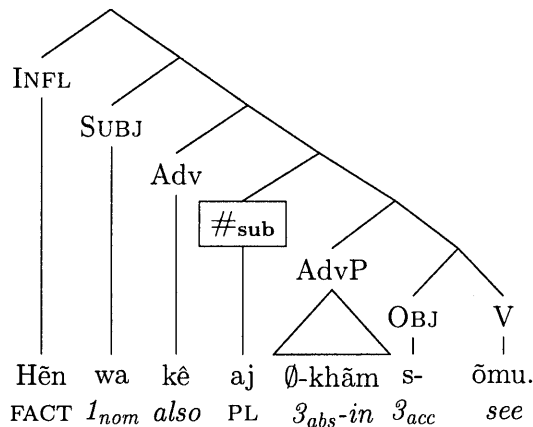 INFL
SUBJ
Adv
#sub
AdvP
OBJ V
Hẽn wa kê aj ∅-khãm s- õmu.
FACT 1nom also PL 3abs-in 3acc see